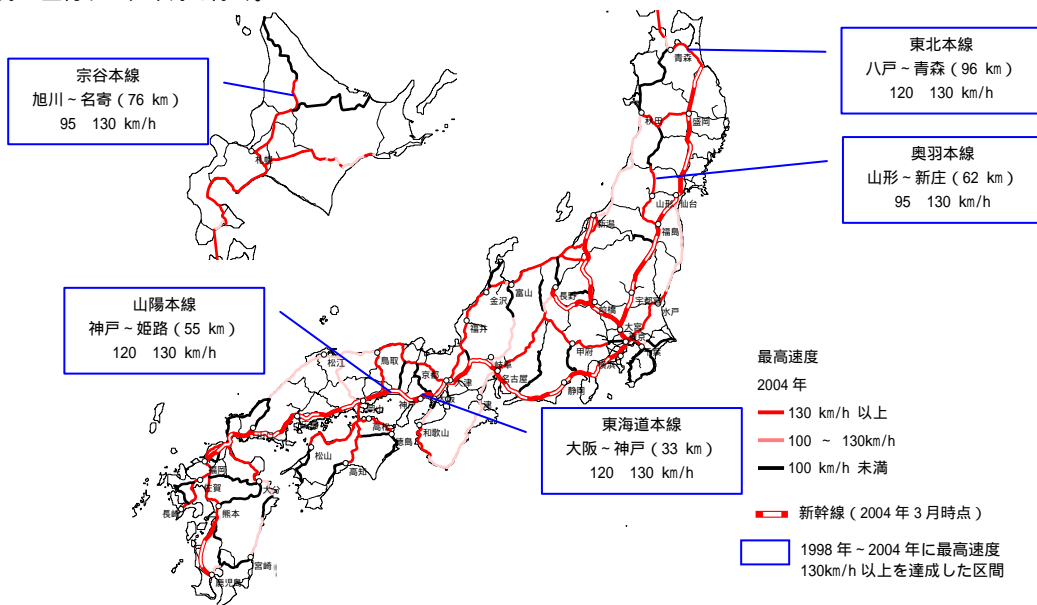 宗谷本線
旭川～名寄(76 km)
95 130 km/h
東北本線
八戸～青森(96 km)
120 130 km/h
奥羽本線
山形～新庄(62 km)
95 130 km/h
山陽本線
神戸～姫路(55 km)
120 130 km/h
東海道本線
大阪～神戸(33 km)
120 130 km/h
札幌
青森
秋田
盛岡
山形
仙台
新潟
福島
富山
金沢
長野
前橋
宇都宮
水戸
大宮
福井
甲府
横浜
千葉
岐阜
名古屋
静岡
鳥取
松江
京都
大津
津
神戸
大阪
和歌山
岡山
高松
徳島
松山
高知
福岡
佐賀
大分
長崎
熊本
宮崎
鹿児島
最高速度
2004 年
130 km/h 以上
100 ~ 130km/h
100 km/h 未満
新幹線(2004 年 3 月時点)
1998 年～2004 年に最高速度
130km/h 以上を達成した区間